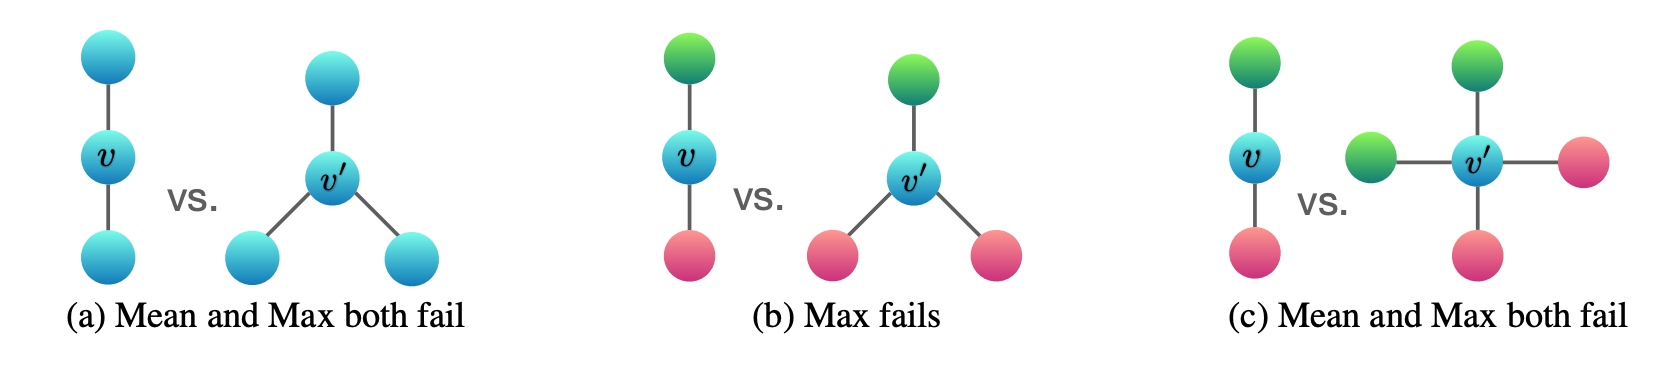 v
vs.
v′
(a) Mean and Max both fail
v
vs.
v′
(b) Max fails
v
vs.
v′
(c) Mean and Max both fail